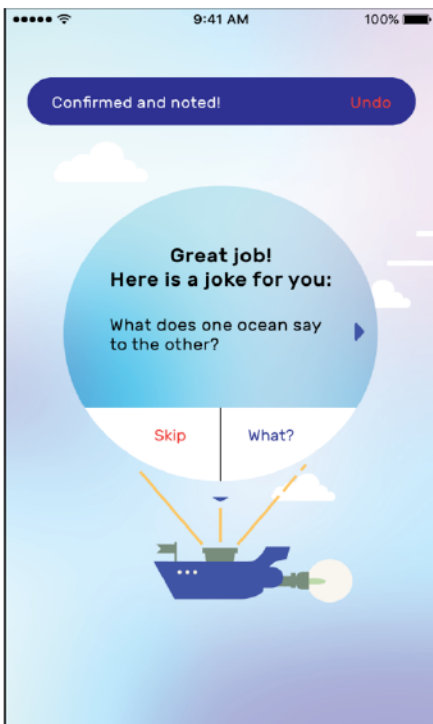 9:41 AM 100%
Confirmed and noted! Undo
Great job!
Here is a joke for you:
What does one ocean say
to the other?
Skip What?